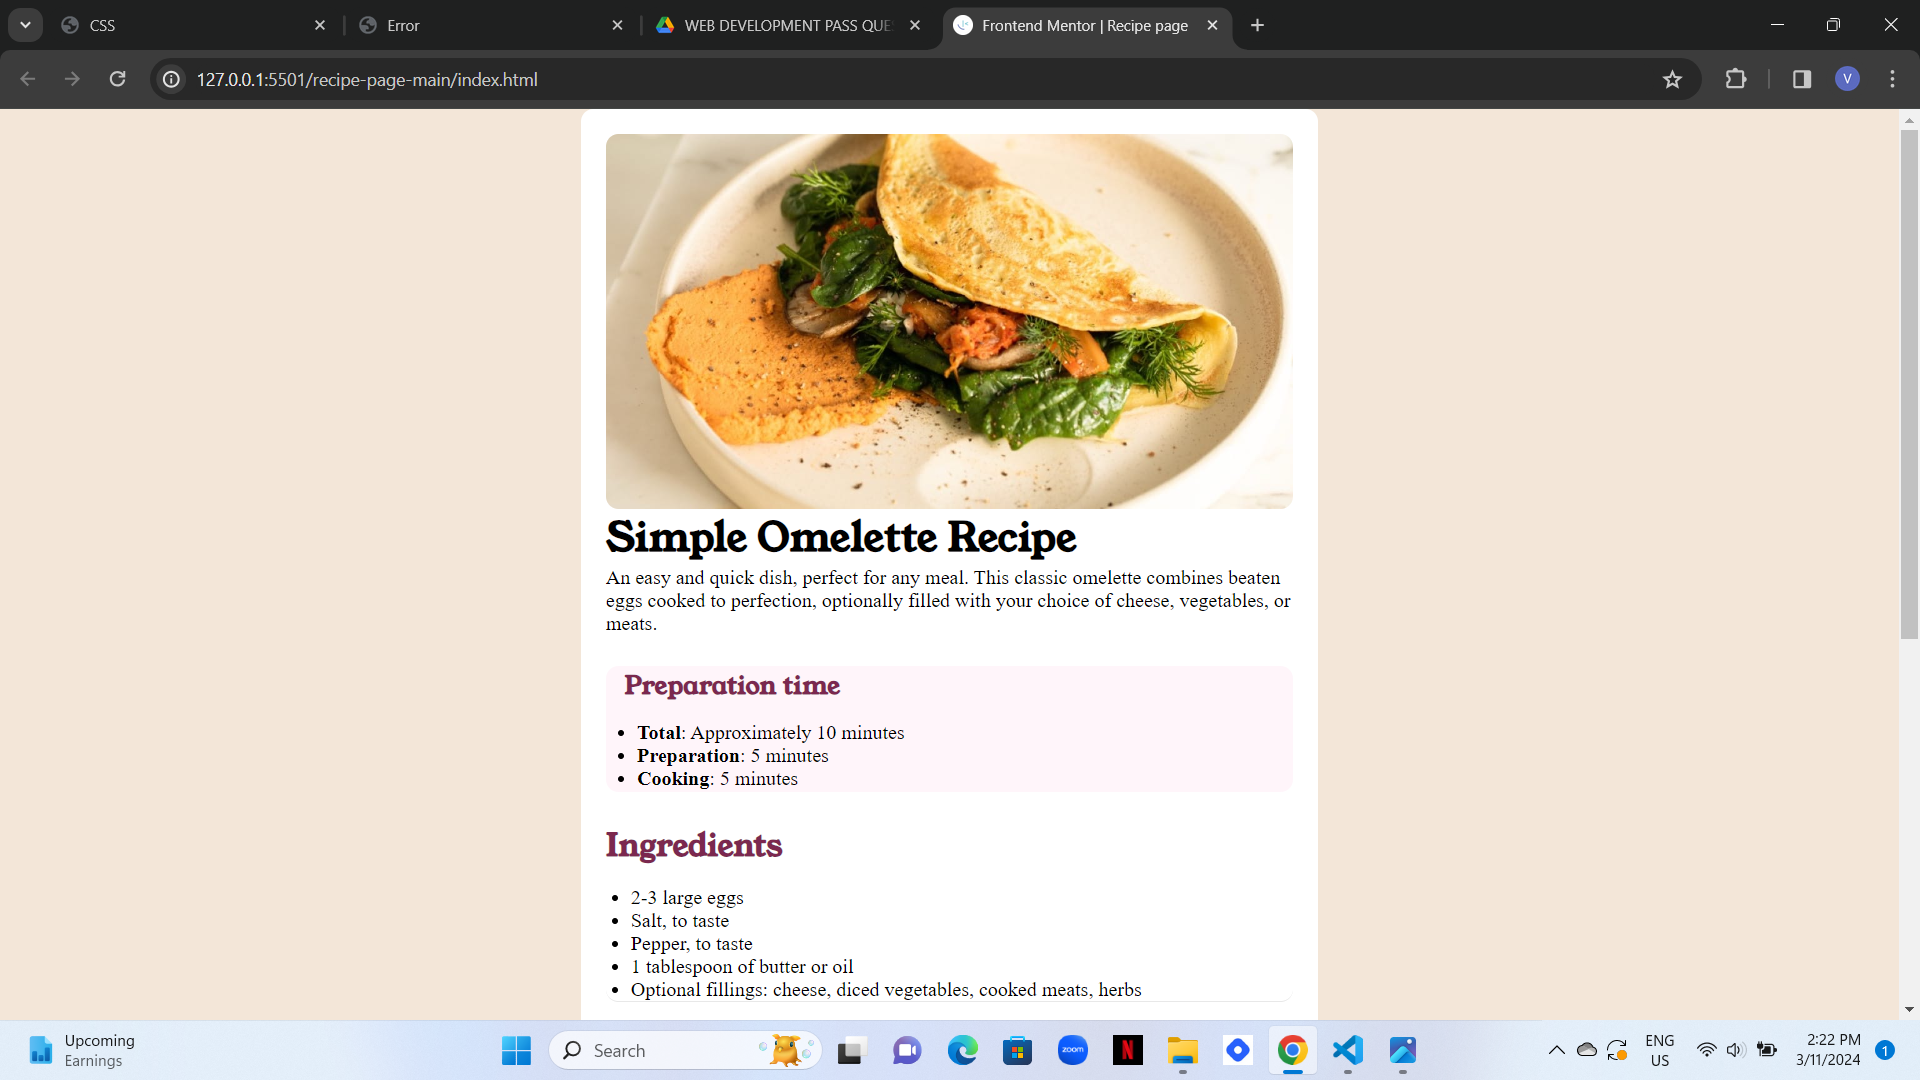 CSS
Error
WEB DEVELOPMENT PASS QUE
Frontend Mentor | Recipe page
127.0.0.1:5501/recipe-page-main/index.html
V
Simple Omelette Recipe
An easy and quick dish, perfect for any meal. This classic omelette combines beaten
eggs cooked to perfection, optionally filled with your choice of cheese, vegetables, or
meats.
Preparation time
• Total: Approximately 10 minutes
• Preparation: 5 minutes
• Cooking: 5 minutes
Ingredients
• 2-3 large eggs
• Salt, to taste
• Pepper, to taste
• 1 tablespoon of butter or oil
• Optional fillings: cheese, diced vegetables, cooked meats, herbs
Upcoming
Earnings
Search
zoom
N
ENG
US
2:22 PM
3/11/2024
1